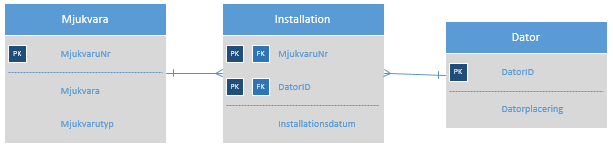 Mjukvara
PK MjukvaruNr
Mjukvara
Mjukvarutyp
Installation
PK FK MjukvaruNr
PK FK DatorID
Installationsdatum
Dator
PK DatorID
Datorplacering